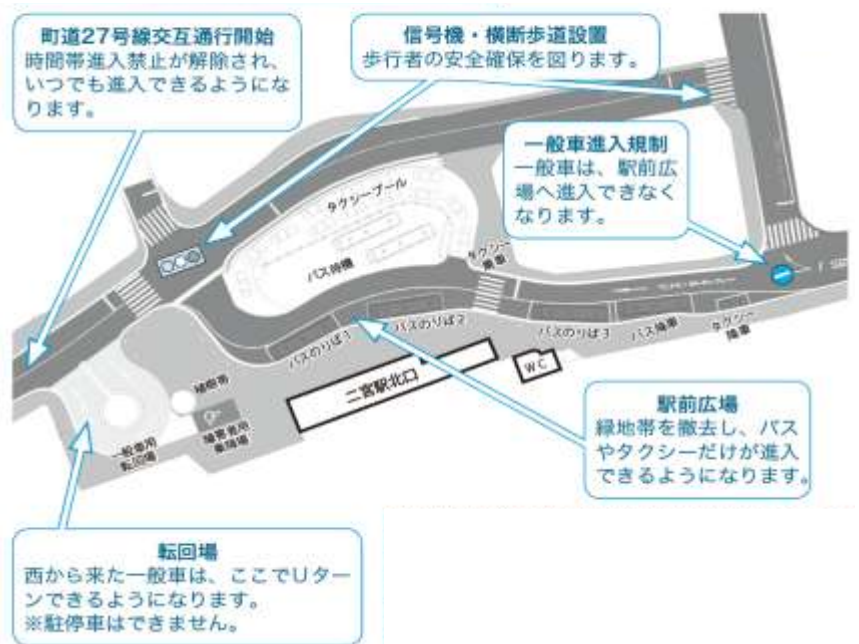 町道27号線交互通行開始
時間帯進入禁止が解除され、
いつでも進入できるようにな
ります。
信号機・横断歩道設置
歩行者の安全確保を図ります。
一般車進入規制
一般車は、駅前広
場へ進入できなく
なります。
タクシープール
バス待機
タクシー
乗車
バスのりば1
バスのりば2
バスのりば3
バス降車
タクシー
降車
二宮駅北口
WC
植樹帯
障害者用
乗降場
一般車用
転回場
駅前広場
緑地帯を撤去し、バス
やタクシーだけが進入
できるようになります。
転回場
西から来た一般車は、ここでUター
ンできるようになります。
※駐停車はできません。